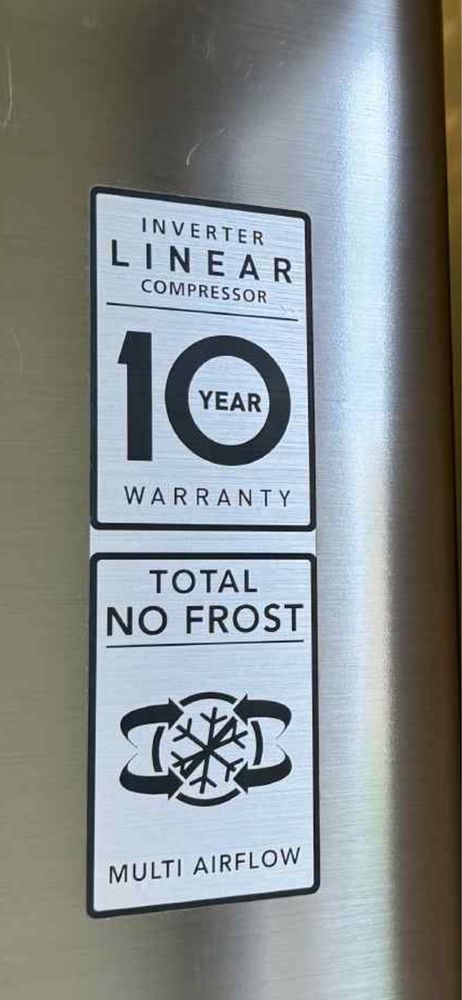 INVERTER
LINEAR
COMPRESSOR
10
YEAR
WARRANTY
TOTAL
NO FROST
MULTI AIRFLOW